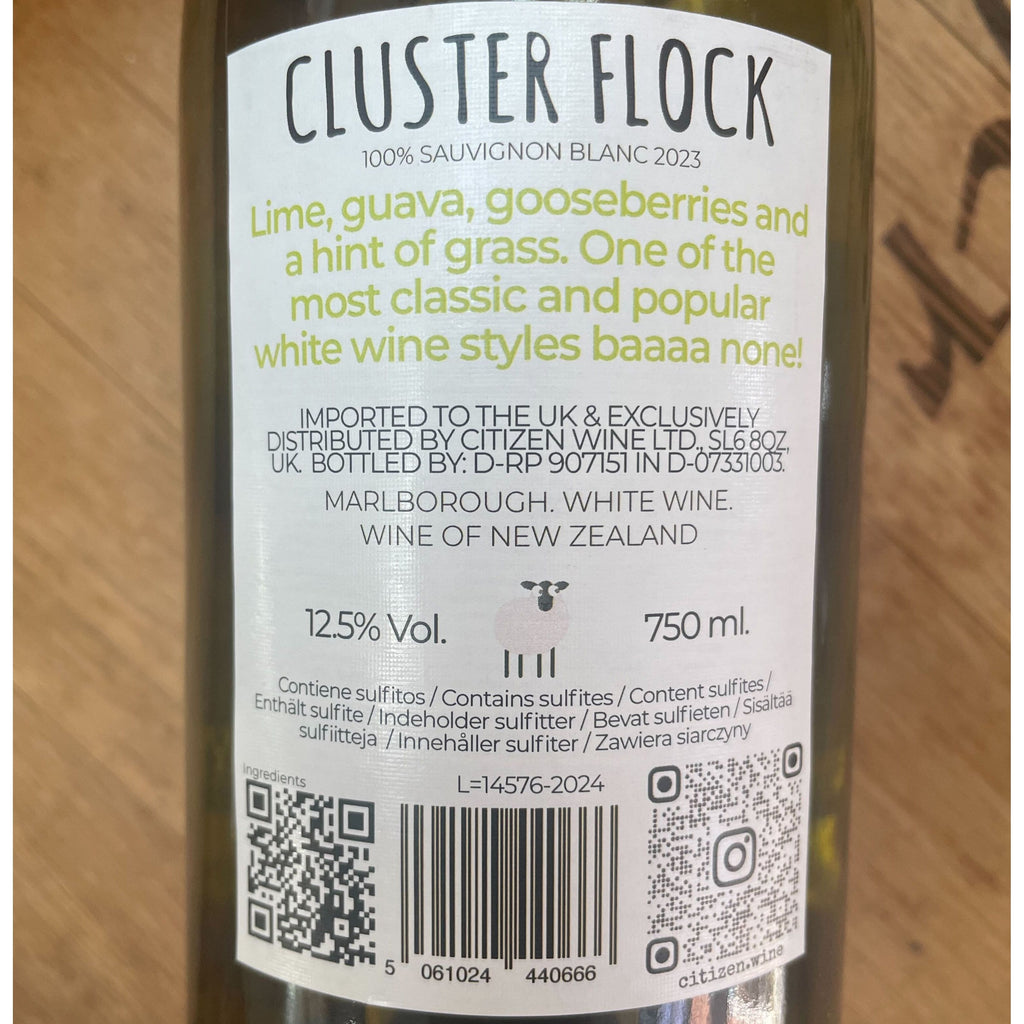 CLUSTER FLOCK
100% SAUVIGNON BLANC 2023
Lime, guava, gooseberries and
a hint of grass. One of the
most classic and popular
white wine styles baaaa none!
IMPORTED TO THE UK & EXCLUSIVELY
DISTRIBUTED BY CITIZEN WINE LTD., SL6 8QZ,
UK. BOTTLED BY: D-RP 907151 IN D-07331003.
MARLBOROUGH. WHITE WINE.
WINE OF NEW ZEALAND
12.5% Vol.
750 ml.
Contiene sulfitos / Contains sulfites / Content sulfites /
Enthält sulfite / Indeholder sulfitter / Bevat sulfieten / Sisältää
sulfiitteja / Innehåller sulfiter / Zawiera siarczyny
Ingredients
L=14576-2024
5 061024 440666
citizen.wine